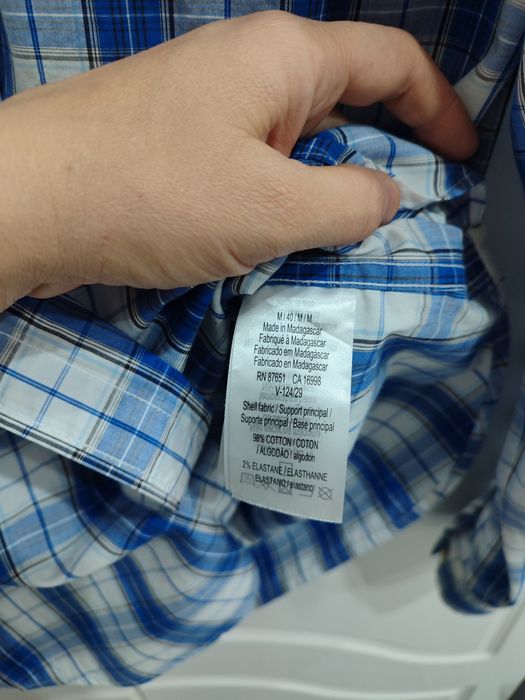 M / 40 / M / M
Made in Madagascar
Fabriqué à Madagascar
Fabricado em Madagáscar
Fabricado en Madagascar
RN 87651 CA 16998
V-124/29
Shell fabric / Support principal /
Suporte principal / Base principal
98% COTTON / COTON
/ ALGODÃO / algodón
2% ELASTANE / ELASTHANNE
ELASTANO / elastano